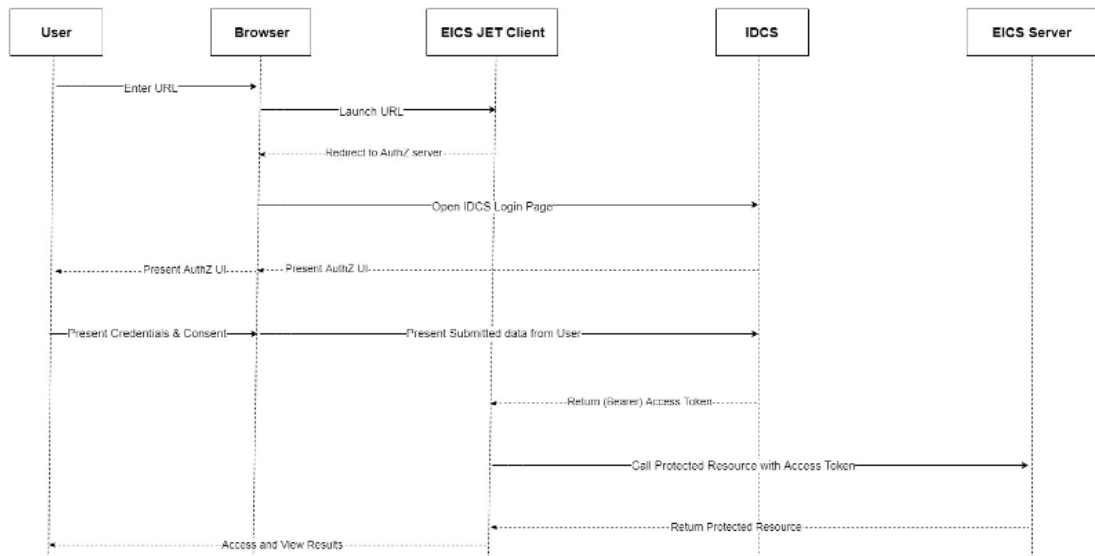 User
Browser
EICS JET Client
IDCS
EICS Server
Enter URL
Launch URL
Redirect to AuthZ server
Open IDCS Login Page
Present AuthZ UI
Present AuthZ UI
Present Credentials & Consent
Present Submitted data from User
Return (Bearer) Access Token
Call Protected Resource with Access Token
Return Protected Resource
Access and View Results